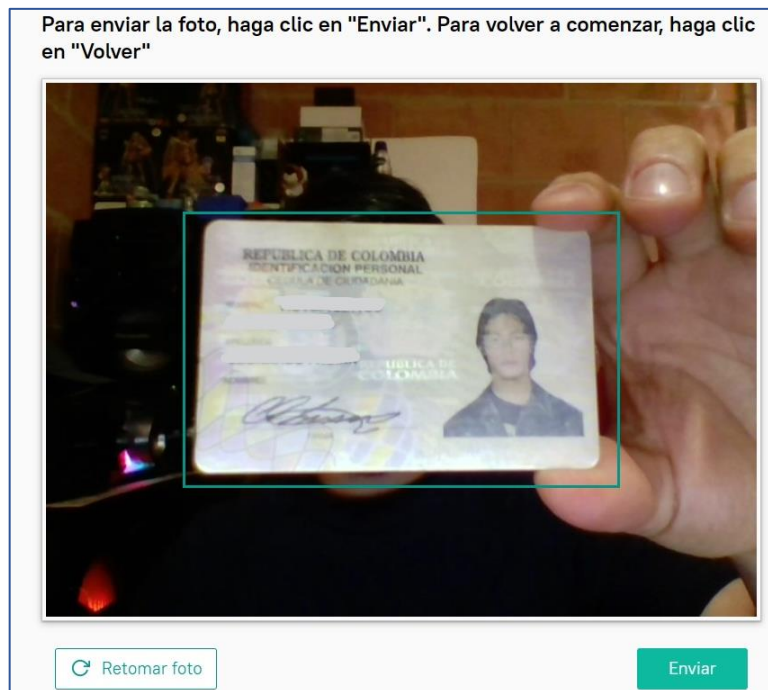 Para enviar la foto, haga clic en "Enviar". Para volver a comenzar, haga clic
en "Volver"
REPUBLICA DE COLOMBIA
IDENTIFICACION PERSONAL
CEDULA DE CIUDADANIA
REPUBLICA DE
COLOMBIA
Retomar foto
Enviar